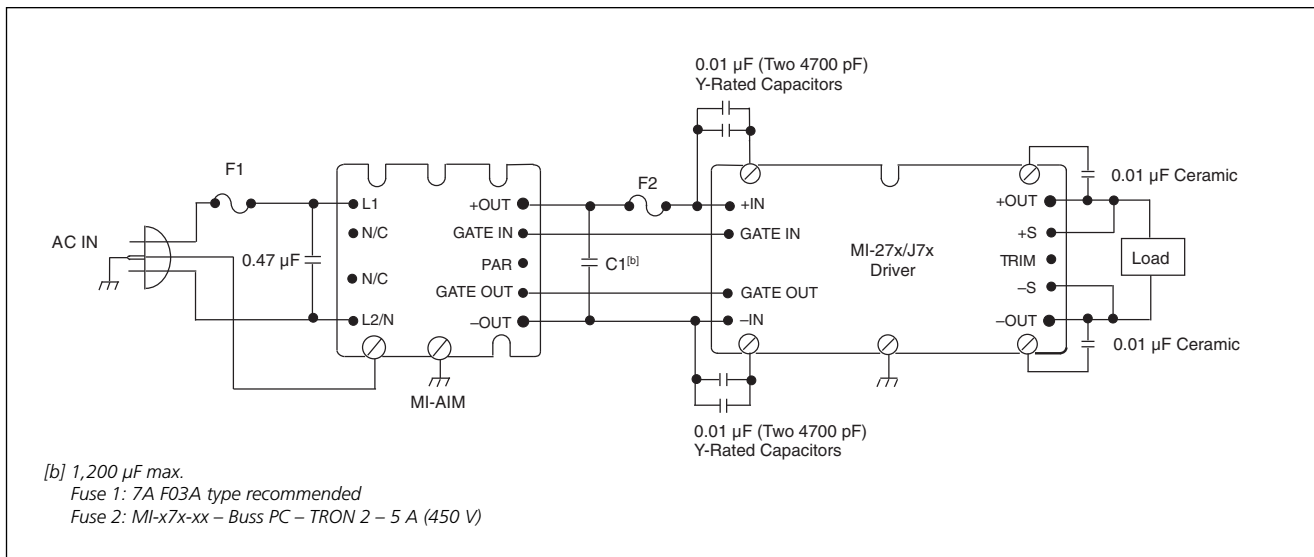 0.01 µF (Two 4700 pF)
Y-Rated Capacitors
F1
F2
0.01 µF Ceramic
AC IN
0.47 µF
L1
N/C
N/C
L2/N
+OUT
GATE IN
PAR
GATE OUT
–OUT
MI-AIM
C1[b]
+IN
GATE IN
GATE OUT
–IN
MI-27x/J7x
Driver
+OUT
+S
TRIM
–S
–OUT
Load
0.01 µF Ceramic
0.01 µF (Two 4700 pF)
Y-Rated Capacitors
[b] 1,200 µF max.
Fuse 1: 7A F03A type recommended
Fuse 2: MI-x7x-xx – Buss PC – TRON 2 – 5 A (450 V)